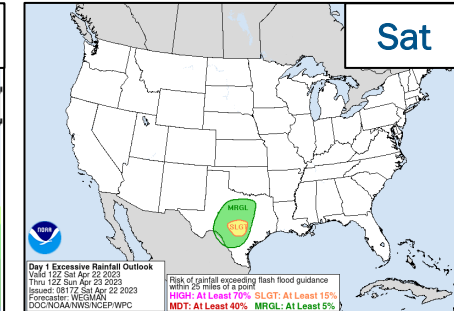 Sat
MRGL
SLGT
NOAA
Day 1 Excessive Rainfall Outlook
Valid 12Z Sat Apr 22 2023
Thru 12Z Sun Apr 23 2023
Issued: 0817Z Sat Apr 22 2023
Forecaster: WEGMAN
DOC/NOAA/NWS/NCEP/WPC
Risk of rainfall exceeding flash flood guidance
within 25 miles of a point
HIGH: At Least 70% SLGT: At Least 15%
MDT: At Least 40% MRGL: At Least 5%